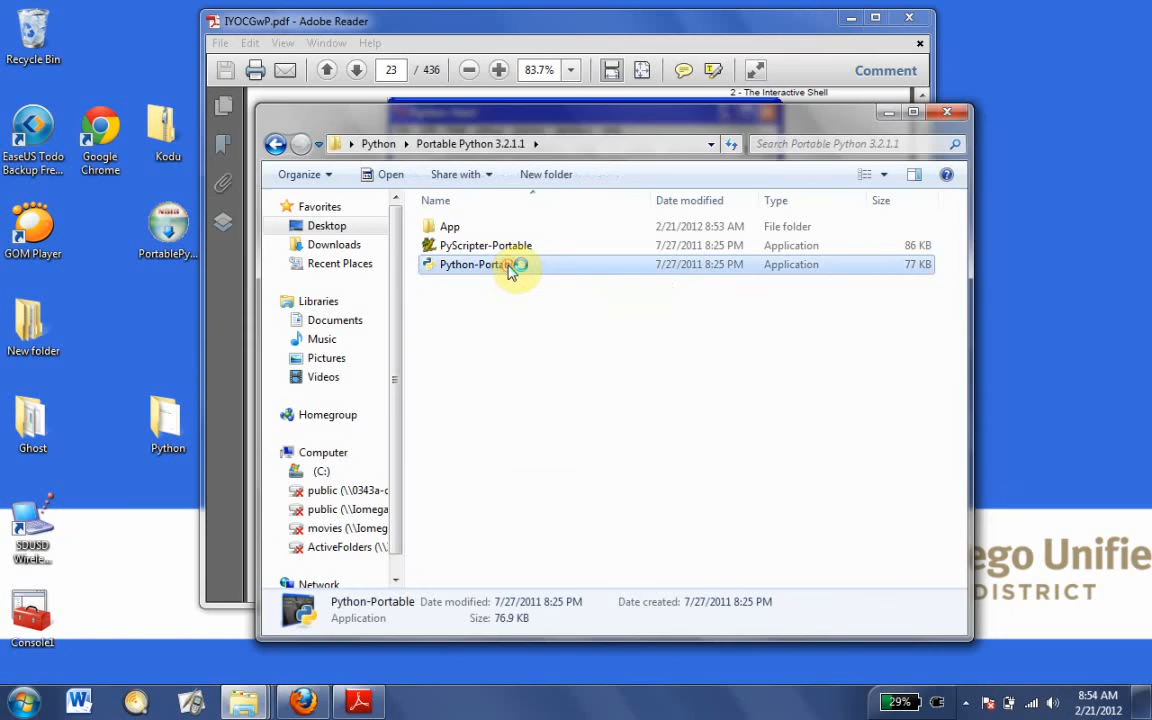 IYOCGwP.pdf - Adobe Reader
File Edit View Window Help
23 / 436 83.7% Comment
2 - The Interactive Shell
Python Portable Python 3.2.1.1 Search Portable Python 3.2.1.1
Organize Open Share with New folder
Name Date modified Type Size
App 2/21/2012 8:53 AM File folder
PyScripter-Portable 7/27/2011 8:25 PM Application 86 KB
Python-Portable 7/27/2011 8:25 PM Application 77 KB
Favorites
Desktop
Downloads
Recent Places
Libraries
Documents
Music
Pictures
Videos
Homegroup
Computer
(C:)
public (\\0343a-c
public (\\Iomega
movies (\\Iomeg
ActiveFolders (\\
Network
Python-Portable Date modified: 7/27/2011 8:25 PM Date created: 7/27/2011 8:25 PM
Application Size: 76.9 KB
Recycle Bin
EaseUS Todo
Backup Fre...
Google
Chrome
Kodu
GOM Player
PortablePy...
New folder
Ghost
Python
SDUSD
Wirele...
Console1
ego Unifie
DISTRICT
29%
8:54 AM
2/21/2012